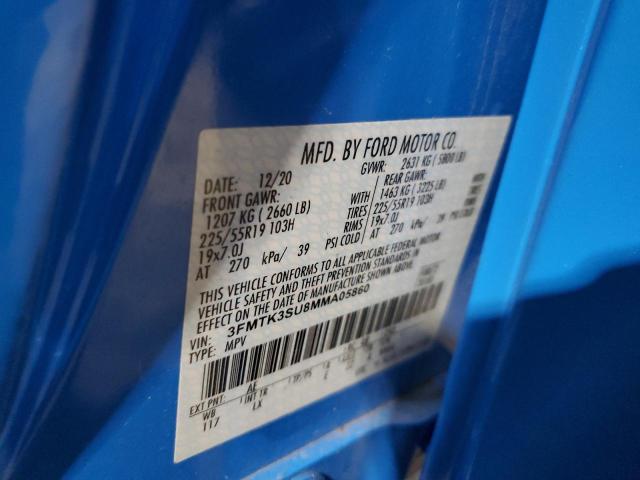 MFD. BY FORD MOTOR CO.
DATE: 12/20 GVWR: 2631 KG ( 5800 LB)
FRONT GAWR: REAR GAWR:
1207 KG ( 2660 LB) WITH 1463 KG ( 3225 LB)
225/55R19 103H TIRES 225/55R19 103H
19x7.0J RIMS 19x7.0J
AT 270 kPa/ 39 PSI COLD AT 270 kPa/ 39 PSI COLD
THIS VEHICLE CONFORMS TO ALL APPLICABLE FEDERAL MOTOR
VEHICLE SAFETY AND THEFT PREVENTION STANDARDS IN
EFFECT ON THE DATE OF MANUFACTURE SHOWN ABOVE.
VIN: 3FMTK3SU8MMA05860
TYPE: MPV
EXT PNT: AE
WB INT TR
117 LX